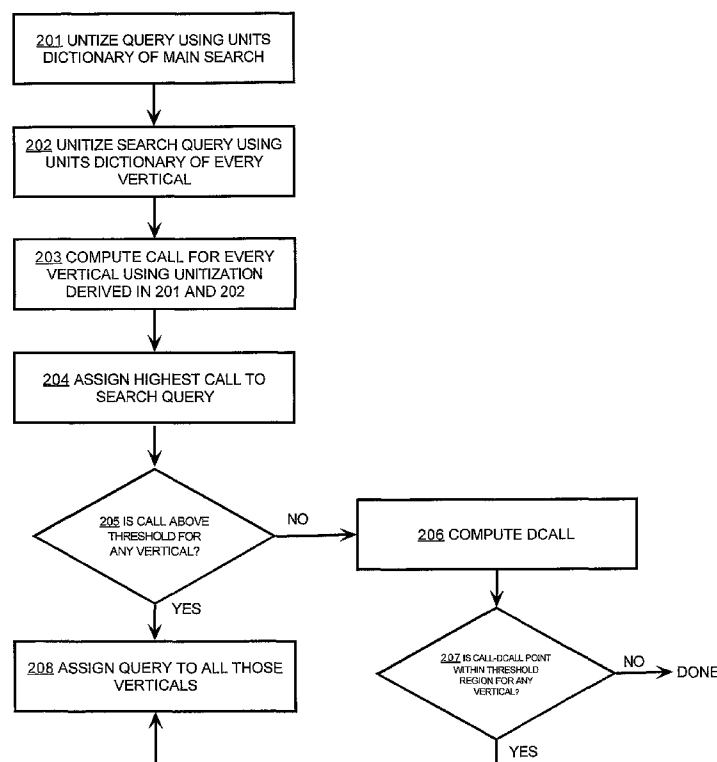 201 UNTIZE QUERY USING UNITS
DICTIONARY OF MAIN SEARCH
202 UNITIZE SEARCH QUERY USING
UNITS DICTIONARY OF EVERY
VERTICAL
203 COMPUTE CALL FOR EVERY
VERTICAL USING UNITIZATION
DERIVED IN 201 AND 202
204 ASSIGN HIGHEST CALL TO
SEARCH QUERY
205 IS CALL ABOVE
THRESHOLD FOR
ANY VERTICAL?
NO
206 COMPUTE DCALL
YES
208 ASSIGN QUERY TO ALL THOSE
VERTICALS
207 IS CALL-DCALL POINT
WITHIN THRESHOLD
REGION FOR ANY
VERTICAL?
NO
DONE
YES